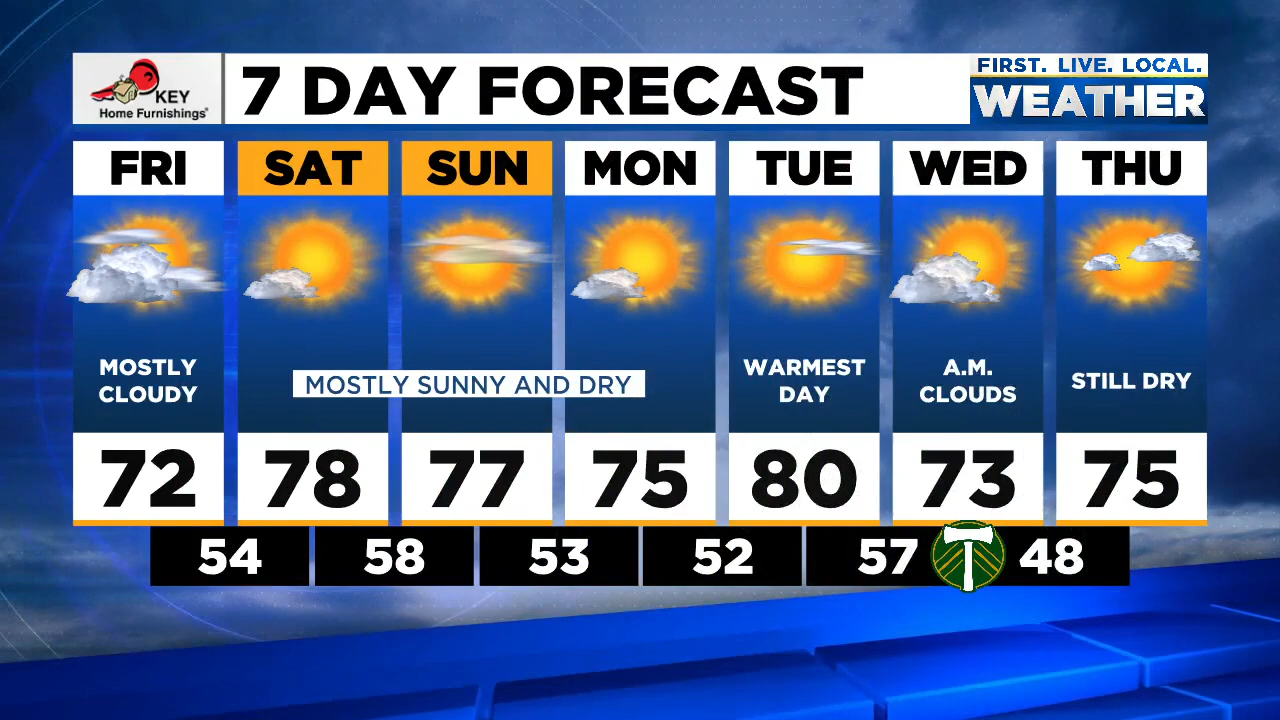 KEY
Home Furnishings®
7 DAY FORECAST
FIRST. LIVE. LOCAL.
WEATHER
FRI
SAT
SUN
MON
TUE
WED
THU
MOSTLY
CLOUDY
MOSTLY SUNNY AND DRY
WARMEST
DAY
A.M.
CLOUDS
STILL DRY
72
78
77
75
80
73
75
54
58
53
52
57
48